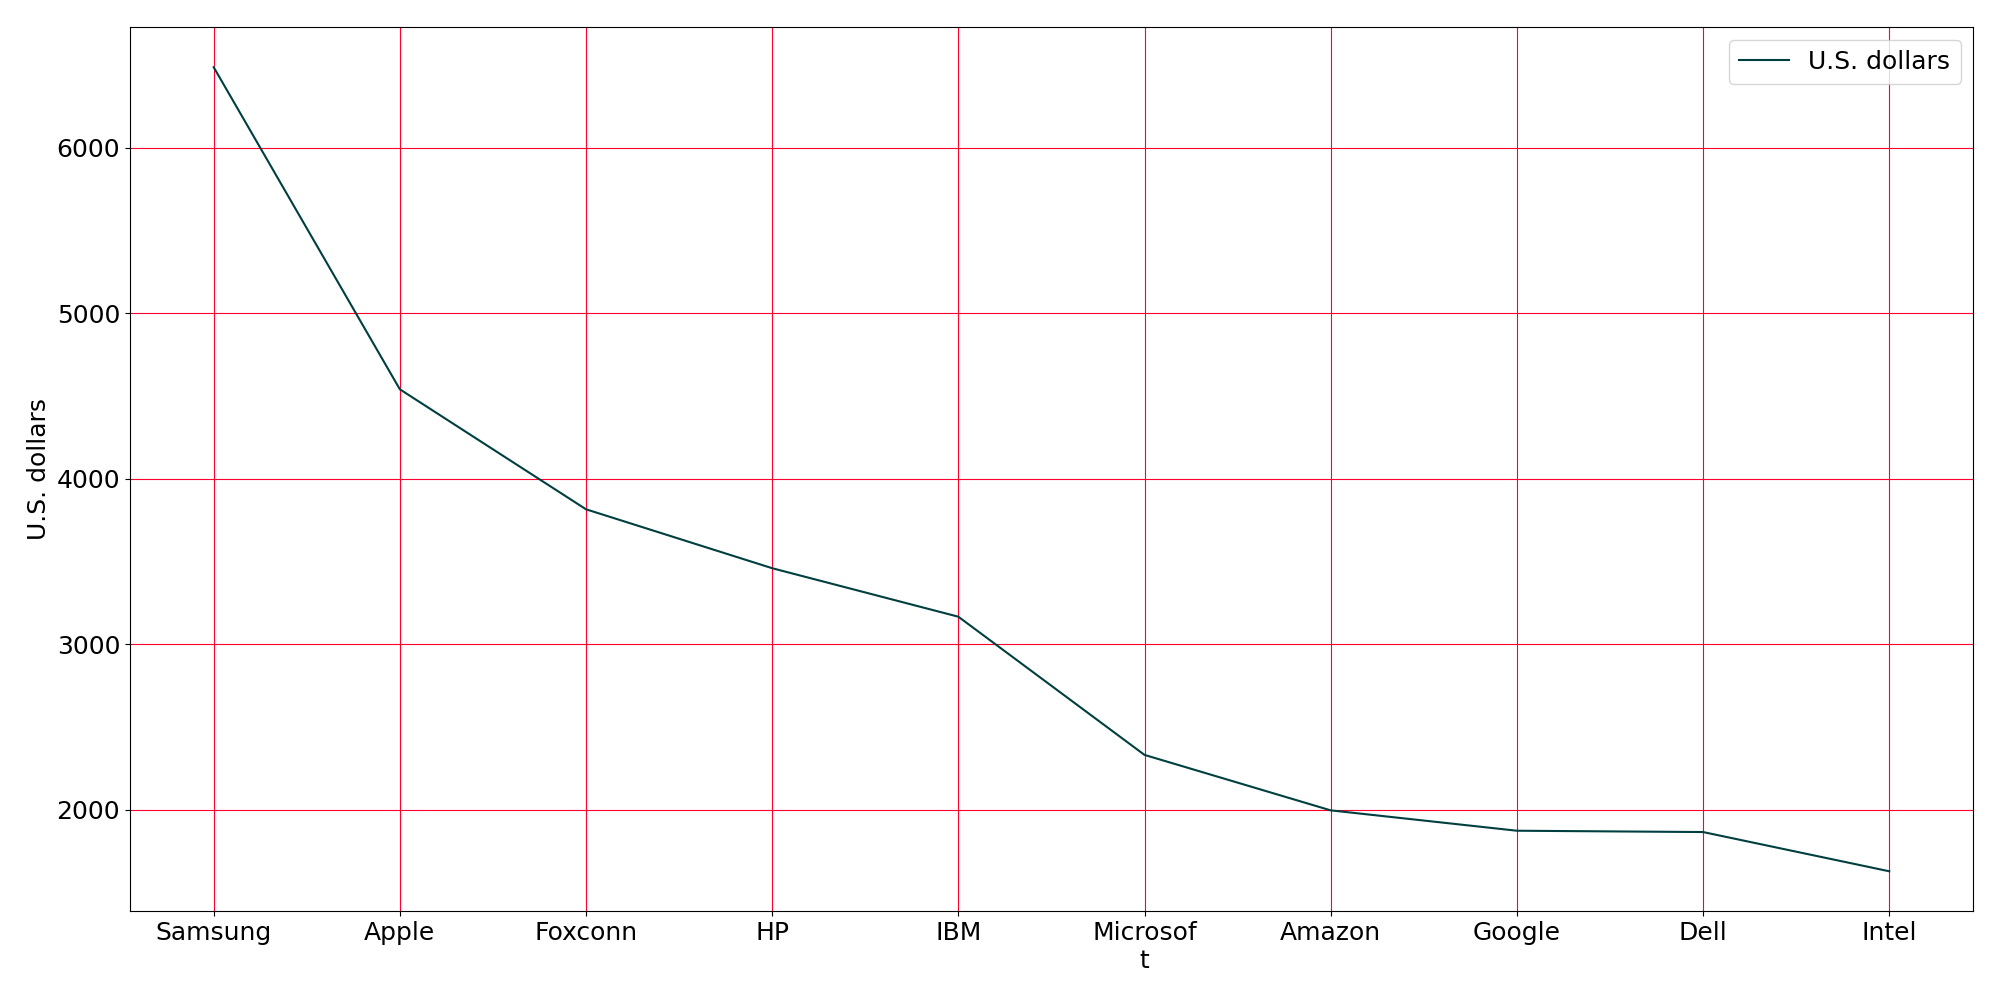 U.S. dollars
6000
5000
4000
3000
2000
U.S. dollars
Samsung Apple Foxconn HP IBM Microsof Amazon Google Dell Intel
t